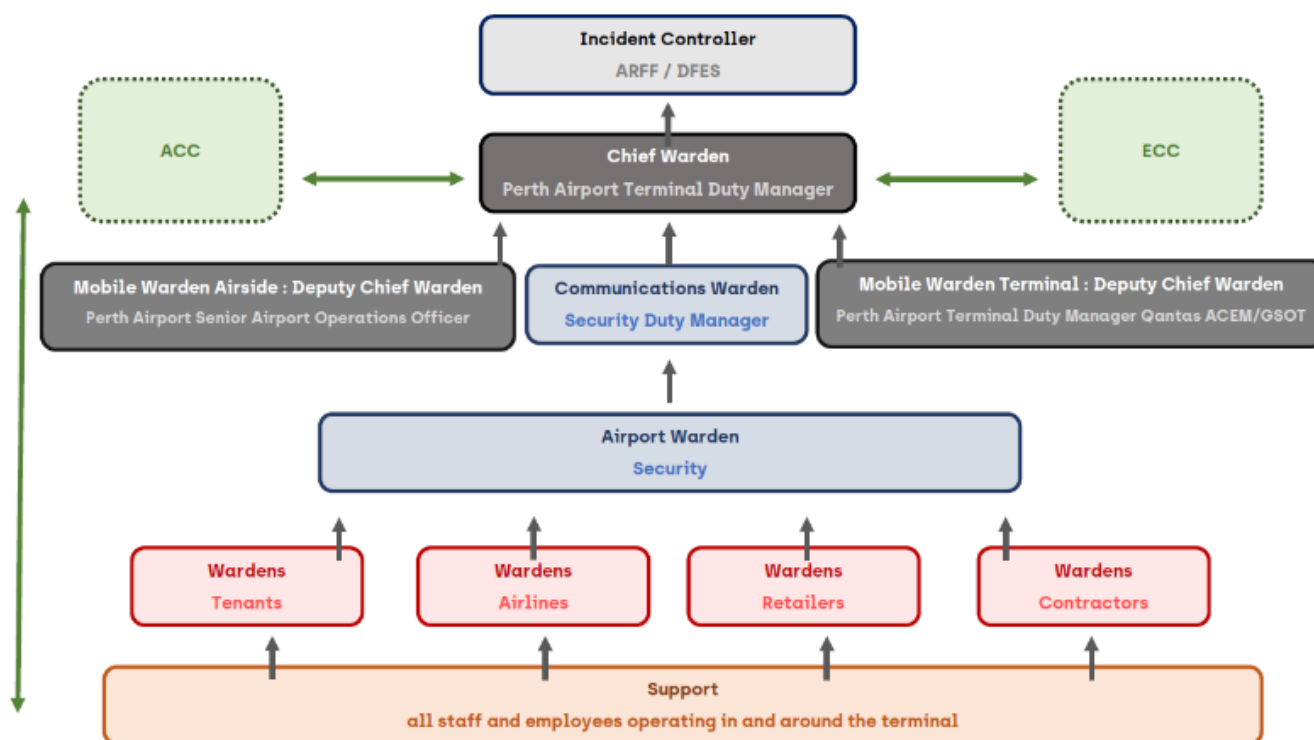 Incident Controller
ARFF / DFES
ACC
Chief Warden
Perth Airport Terminal Duty Manager
ECC
Mobile Warden Airside : Deputy Chief Warden
Perth Airport Senior Airport Operations Officer
Communications Warden
Security Duty Manager
Mobile Warden Terminal : Deputy Chief Warden
Perth Airport Terminal Duty Manager Qantas ACEM/GSOT
Airport Warden
Security
Wardens
Tenants
Wardens
Airlines
Wardens
Retailers
Wardens
Contractors
Support
all staff and employees operating in and around the terminal